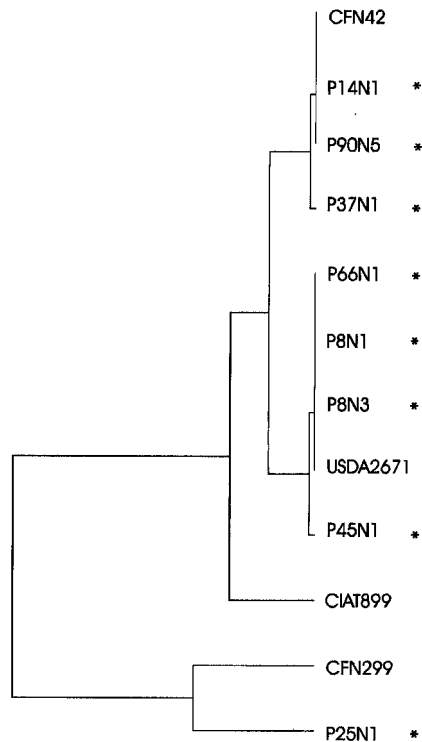 CFN42
P14N1 *
P90N5 *
P37N1 *
P66N1 *
P8N1 *
P8N3 *
USDA2671
P45N1 *
CIAT899
CFN299
P25N1 *